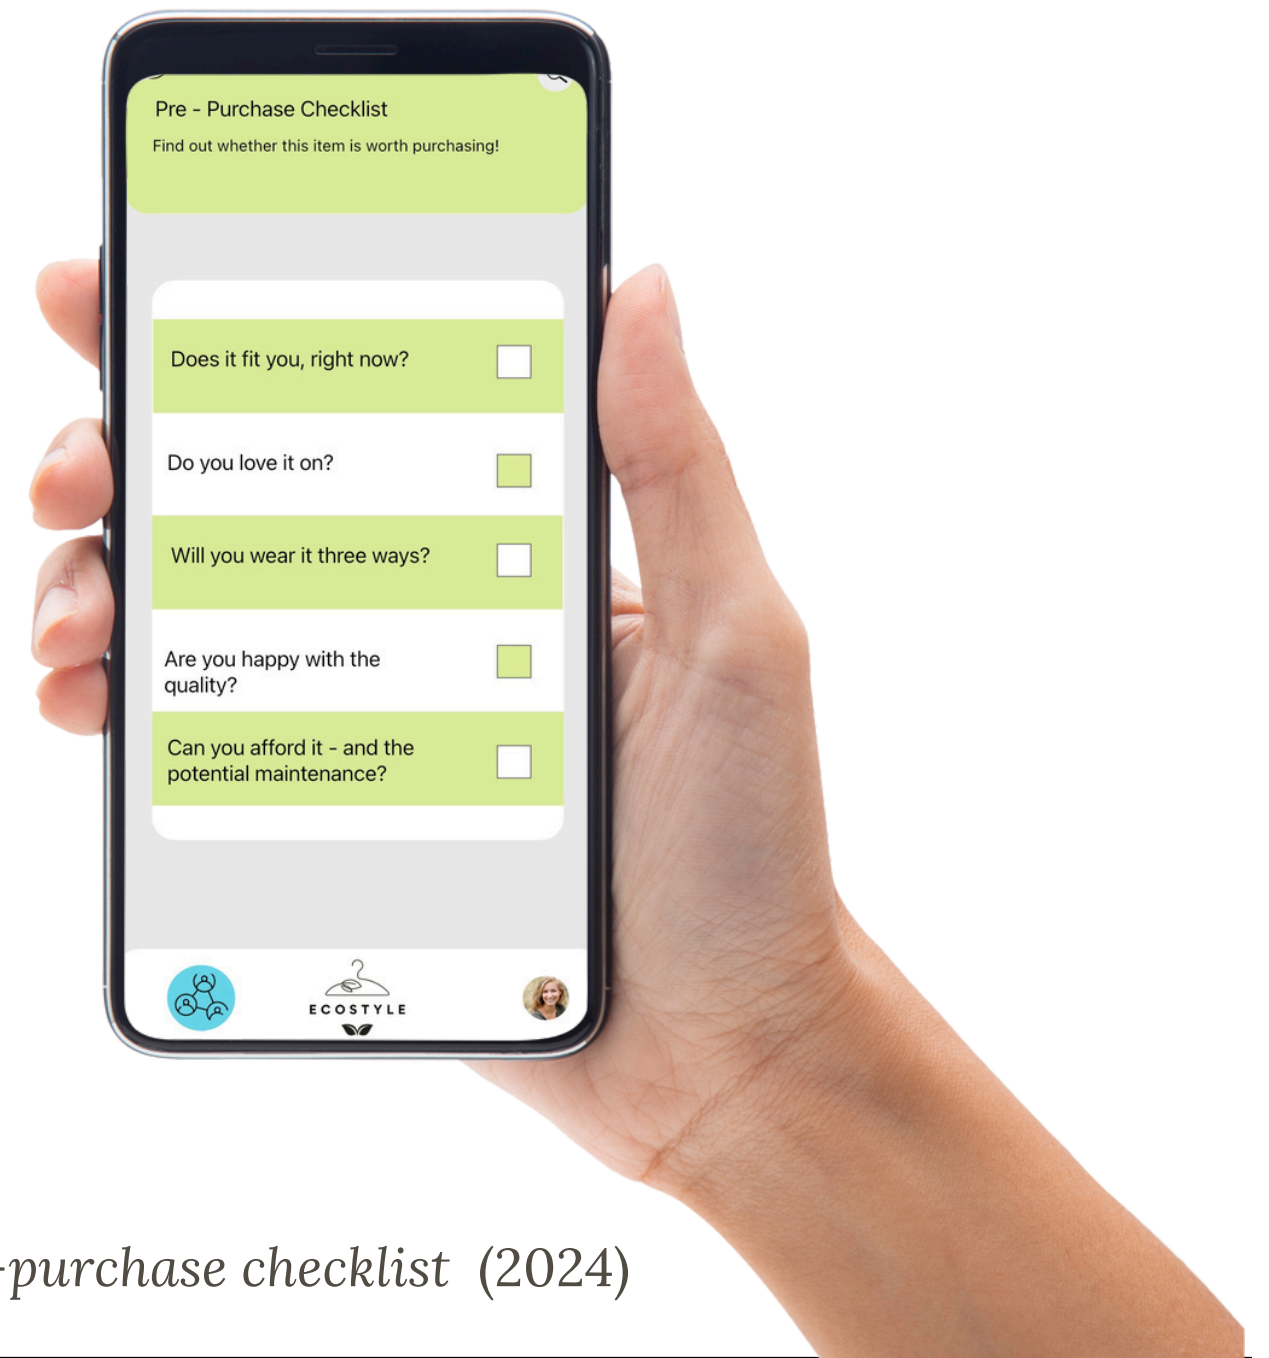 Pre - Purchase Checklist
Find out whether this item is worth purchasing!
Does it fit you, right now?
Do you love it on?
Will you wear it three ways?
Are you happy with the
quality?
Can you afford it - and the
potential maintenance?
ECOSTYLE
-purchase checklist (2024)